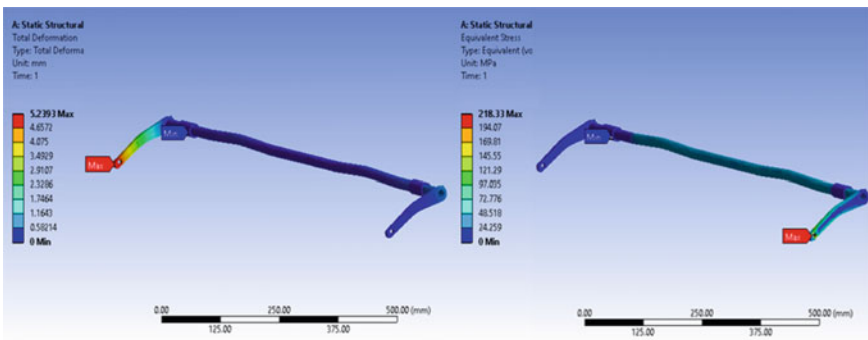 A: Static Structural
Total Deformation
Type: Total Deforma
Unit: mm
Time: 1
5.2393 Max
4.6572
4.075
3.4929
2.9107
2.3286
1.7464
1.1643
0.58214
0 Min
Max
Min
0.00
250.00
500.00 (mm)
125.00
375.00
A: Static Structural
Equivalent Stress
Type: Equivalent (vo
Unit: MPa
Time: 1
218.33 Max
194.07
169.81
145.55
121.29
97.035
72.776
48.518
24.259
0 Min
Min
Max
0.00
250.00
500.00 (mm)
125.00
375.00